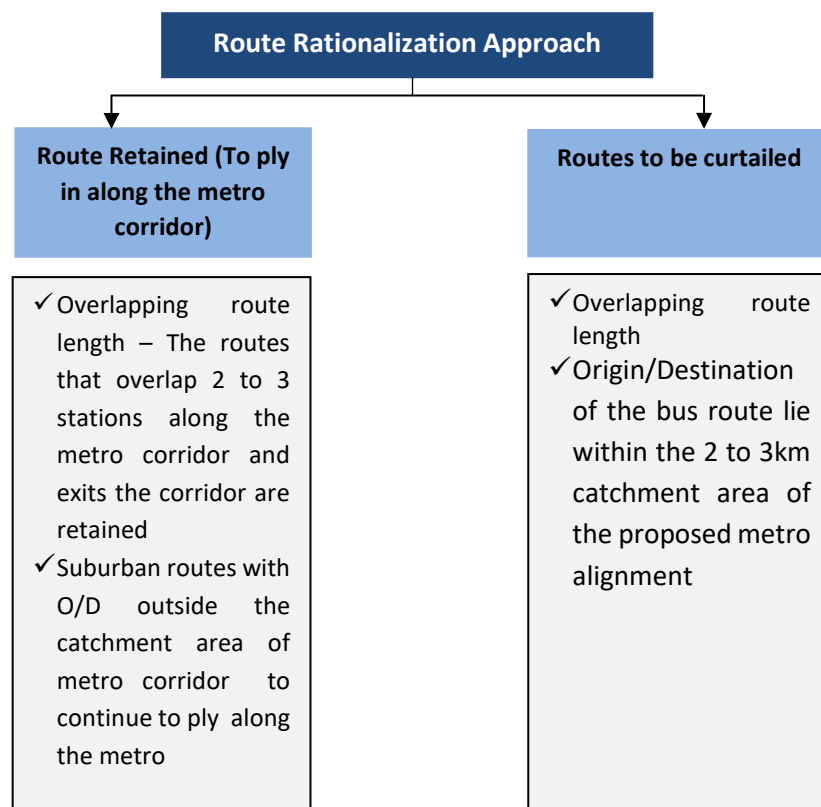 Route Rationalization Approach
Route Retained (To ply
in along the metro
corridor)
✓Overlapping route
length – The routes
that overlap 2 to 3
stations along the
metro corridor and
exits the corridor are
retained
✓Suburban routes with
O/D outside the
catchment area of
metro corridor to
continue to ply along
the metro
Routes to be curtailed
✓Overlapping route
length
✓Origin/Destination
of the bus route lie
within the 2 to 3km
catchment area of
the proposed metro
alignment